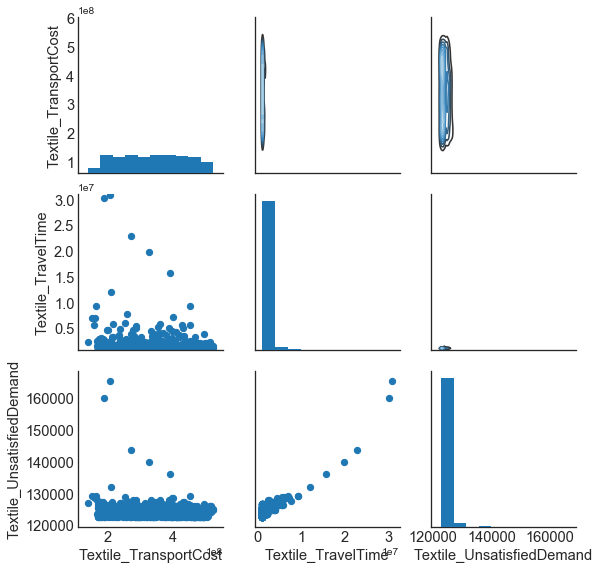 1e8
6
5
4
3
2
1
Textile_TransportCost
1e7
3.0
2.5
2.0
1.5
1.0
0.5
Textile_TravelTime
160000
150000
140000
130000
120000
Textile_UnsatisfiedDemand
2 4
0 1 2 3
120000 140000 160000
1e8
1e7
Textile_TransportCost Textile_TravelTime Textile_UnsatisfiedDemand